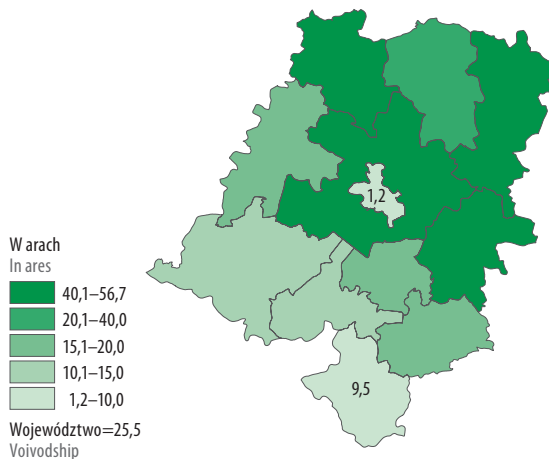 1,2
W arach
In ares
40,1–56,7
20,1–40,0
15,1–20,0
10,1–15,0
1,2–10,0
9,5
Województwo=25,5
Voivodship